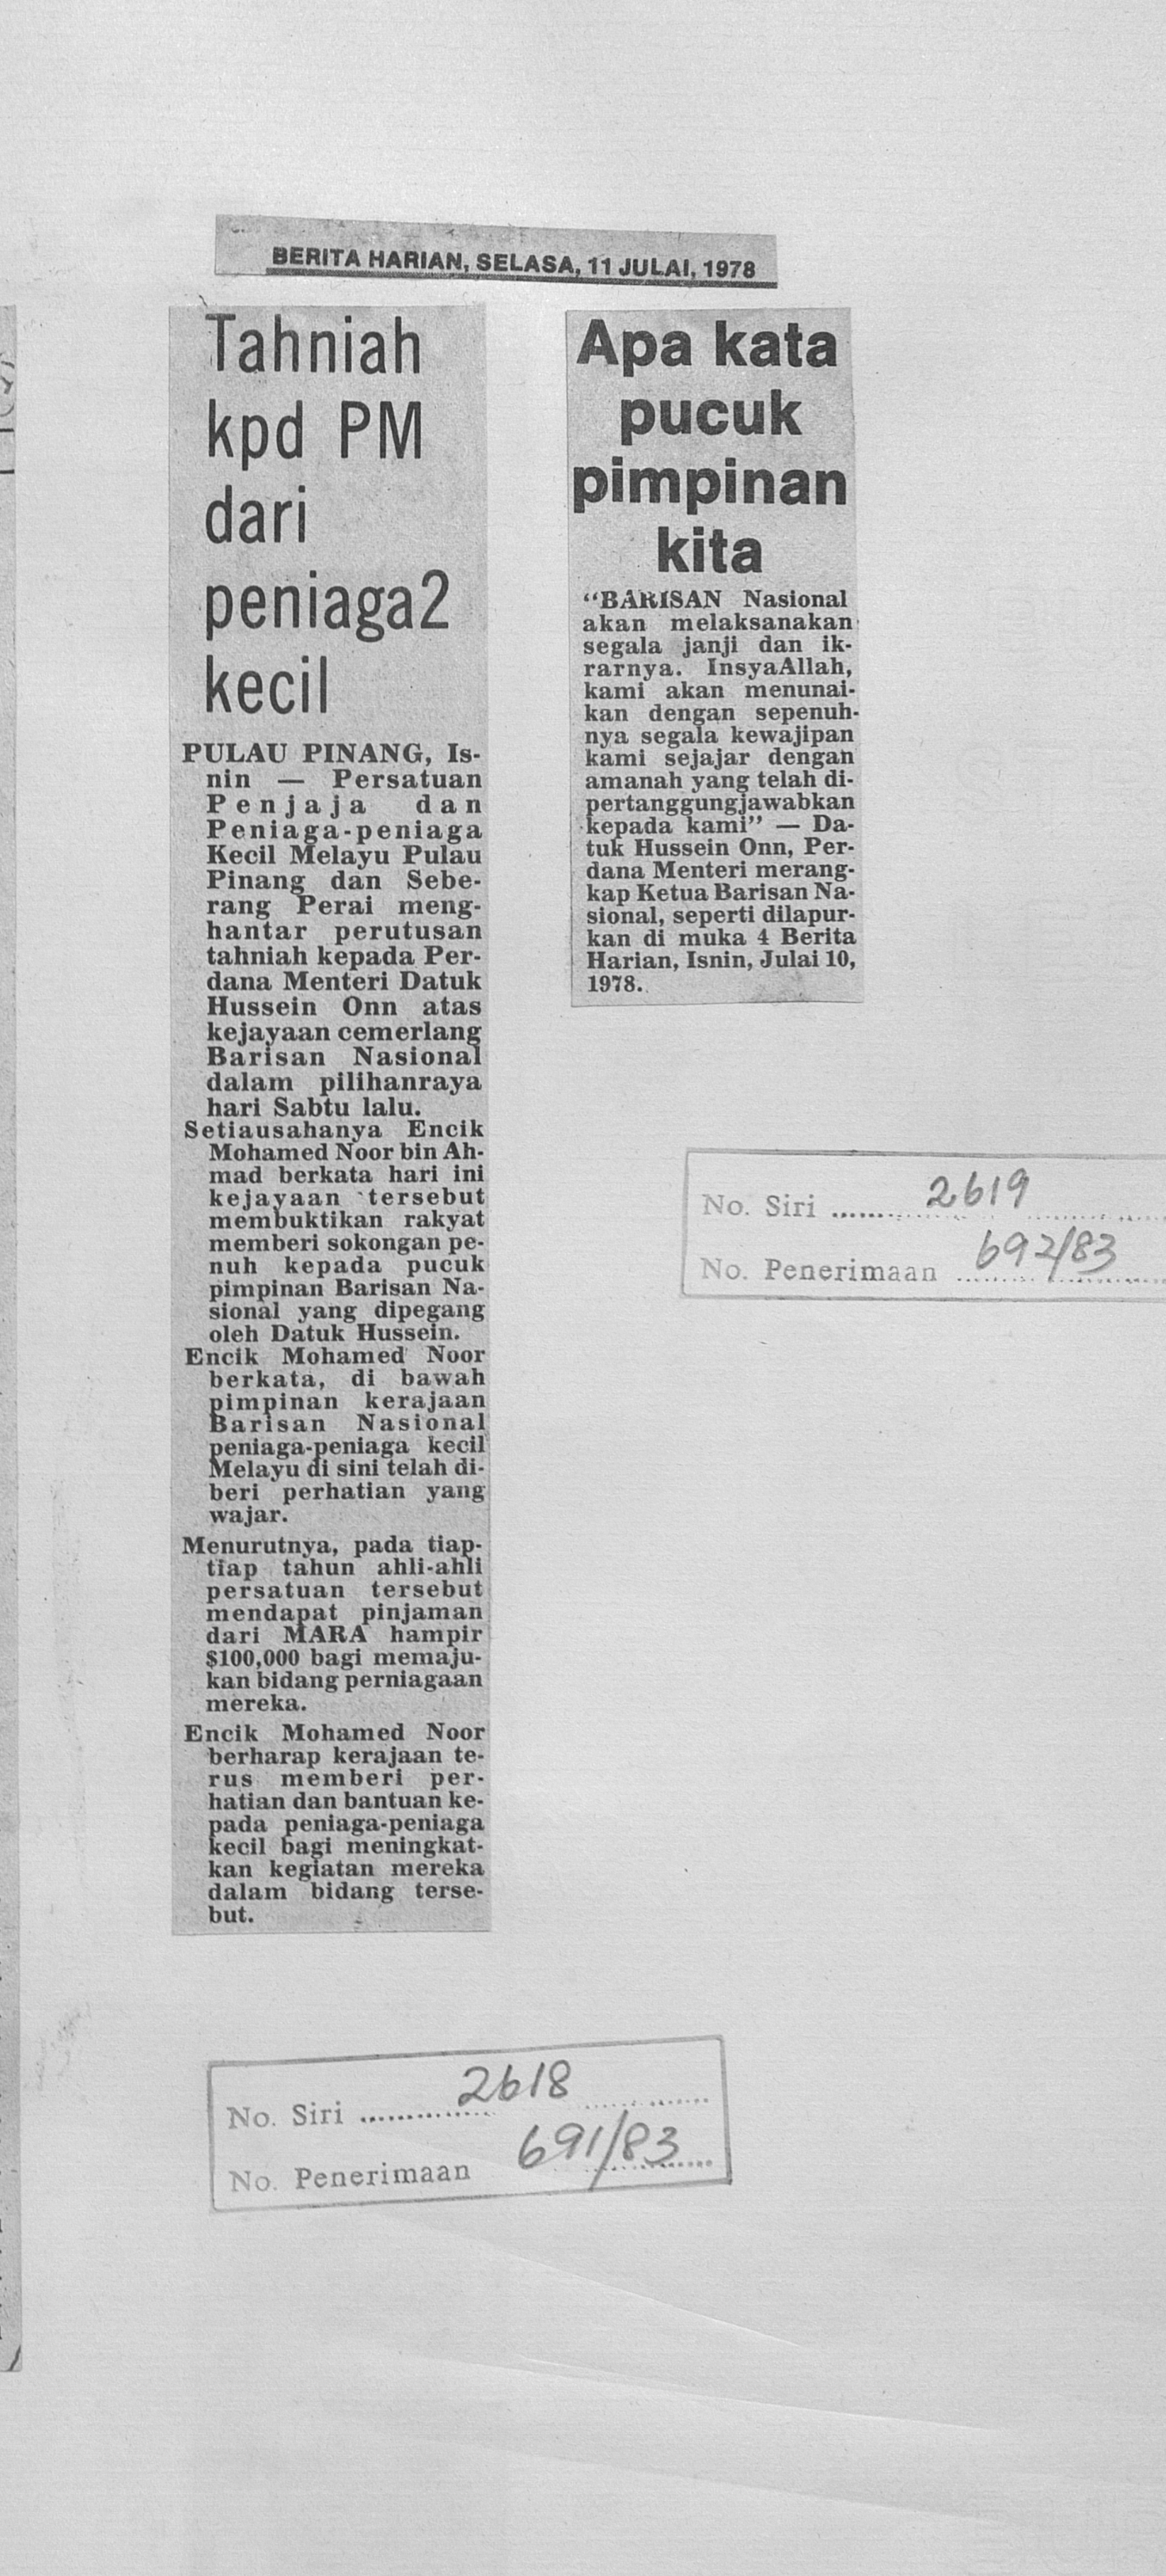 BERITA HARIAN, SELASA, 11 JULAI, 1978
Tahniah
kpd PM
dari
peniaga2
kecil
PULAU PINANG, Is-
nin — Persatuan
Penjaja dan
Peniaga-peniaga
Kecil Melayu Pulau
Pinang dan Sebe-
rang Perai meng-
hantar perutusan
tahniah kepada Per-
dana Menteri Datuk
Hussein Onn atas
kejayaan cemerlang
Barisan Nasional
dalam pilihanraya
hari Sabtu lalu.
Setiausahanya Encik
Mohamed Noor bin Ah-
mad berkata hari ini
kejayaan tersebut
membuktikan rakyat
memberi sokongan pe-
nuh kepada pucuk
pimpinan Barisan Na-
sional yang dipegang
oleh Datuk Hussein.
Encik Mohamed Noor
berkata, di bawah
pimpinan kerajaan
Barisan Nasional
peniaga-peniaga kecil
Melayu di sini telah di-
beri perhatian yang
wajar.
Menurutnya, pada tiap-
tiap tahun ahli-ahli
persatuan tersebut
mendapat pinjaman
dari MARA hampir
$100,000 bagi memaju-
kan bidang perniagaan
mereka.
Encik Mohamed Noor
berharap kerajaan te-
rus memberi per-
hatian dan bantuan ke-
pada peniaga-peniaga
kecil bagi meningkat-
kan kegiatan mereka
dalam bidang terse-
but.
No. Siri 2618
No. Penerimaan 691/83
Apa kata
pucuk
pimpinan
kita
“BARISAN Nasional
akan melaksanakan
segala janji dan ik-
rarnya. InsyaAllah,
kami akan menunai-
kan dengan sepenuh-
nya segala kewajipan
kami sejajar dengan
amanah yang telah di-
pertanggungjawabkan
kepada kami” — Da-
tuk Hussein Onn, Per-
dana Menteri merang-
kap Ketua Barisan Na-
sional, seperti dilapur-
kan di muka 4 Berita
Harian, Isnin, Julai 10,
1978.
No. Siri 2619
No. Penerimaan 692/83